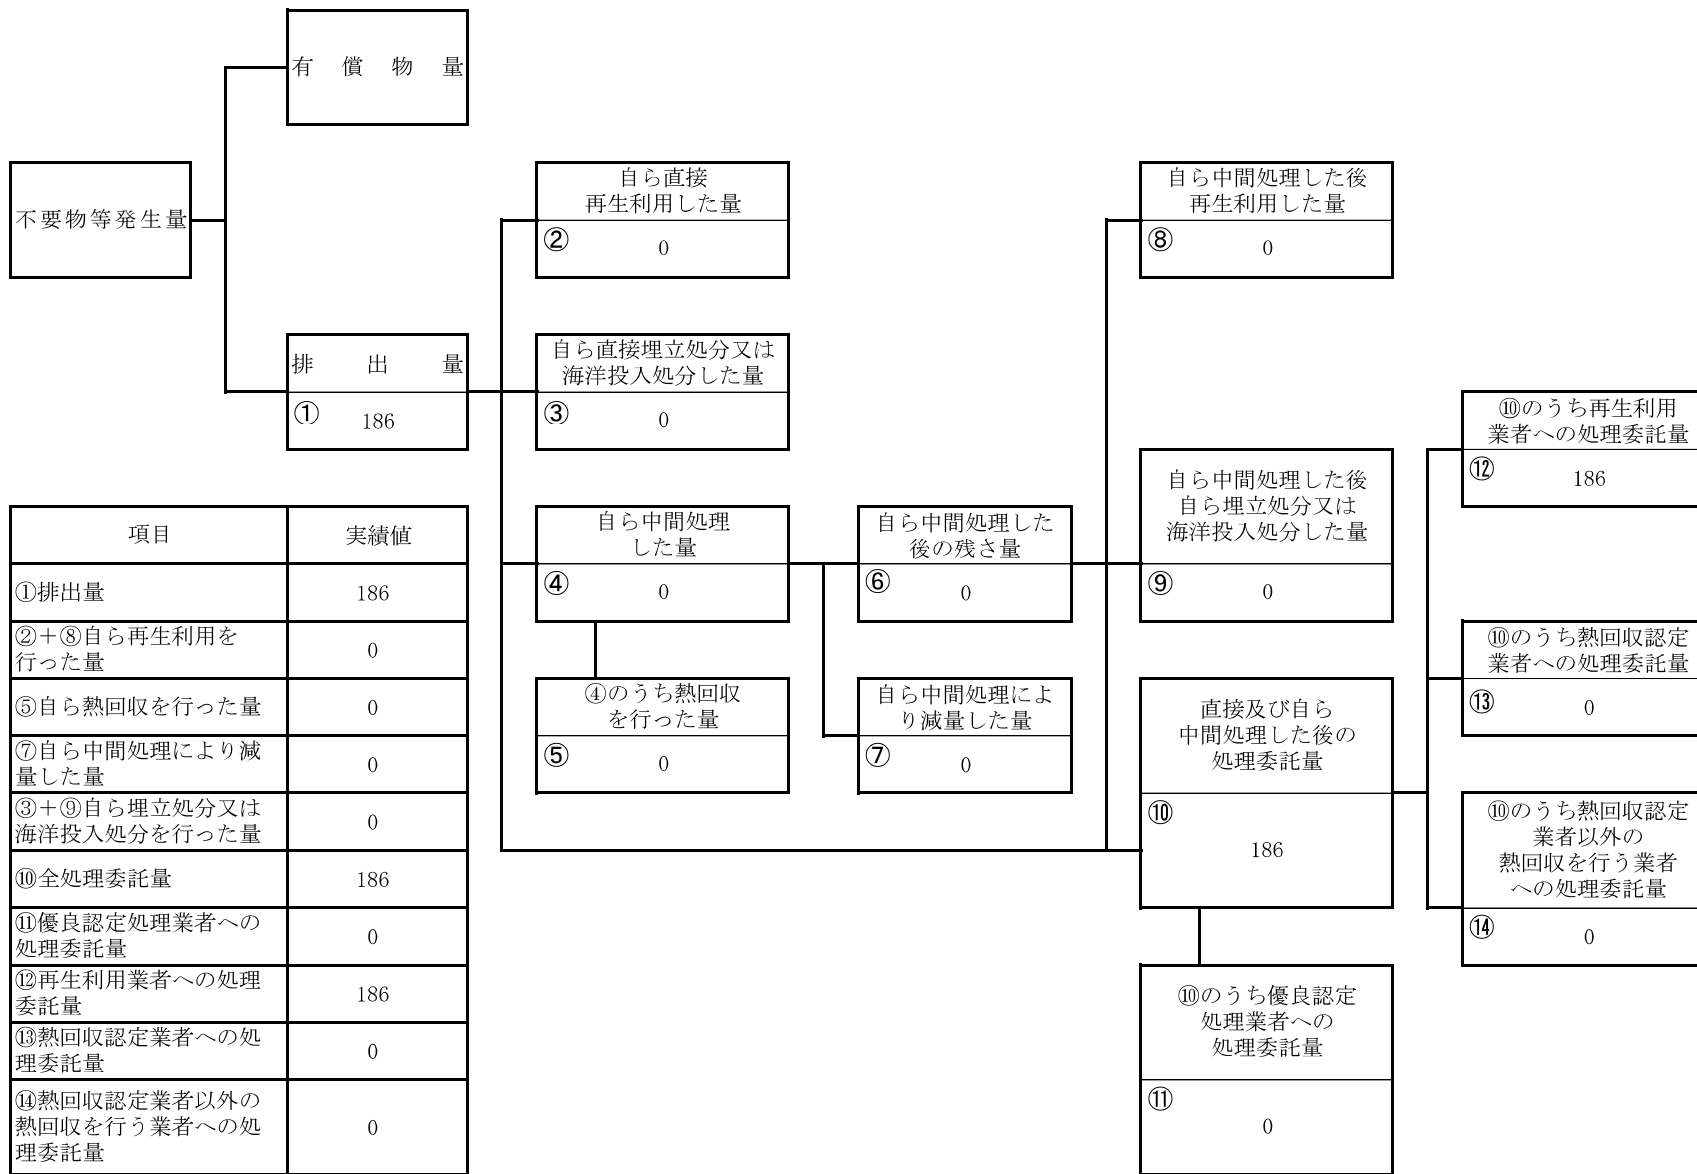 有償物量
不要物等発生量
排出量
①
186
自ら直接
再生利用した量
②
0
自ら直接埋立処分又は
海洋投入処分した量
③
0
自ら中間処理
した量
④
0
④のうち熱回収
を行った量
⑤
0
自ら中間処理した
後の残さ量
⑥
0
自ら中間処理によ
り減量した量
⑦
0
自ら中間処理した後
再生利用した量
⑧
0
自ら中間処理した後
自ら埋立処分又は
海洋投入処分した量
⑨
0
直接及び自ら
中間処理した後の
処理委託量
⑩
186
⑩のうち優良認定
処理業者への
処理委託量
⑪
0
⑩のうち再生利用
業者への処理委託量
⑫
186
⑩のうち熱回収認定
業者への処理委託量
⑬
0
⑩のうち熱回収認定
業者以外の
熱回収を行う業者
への処理委託量
⑭
0
項目 実績値
①排出量 186
②＋⑧自ら再生利用を
行った量
0
⑤自ら熱回収を行った量 0
⑦自ら中間処理により減
量した量
0
③＋⑨自ら埋立処分又は
海洋投入処分を行った量
0
⑩全処理委託量 186
⑪優良認定処理業者への
処理委託量
0
⑫再生利用業者への処理
委託量
186
⑬熱回収認定業者への処
理委託量
0
⑭熱回収認定業者以外の
熱回収を行う業者への処
理委託量
0